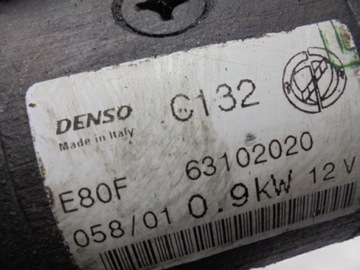 DENSO C132
Made in Italy
E80F 63102020
058/01 0.9kW 12V